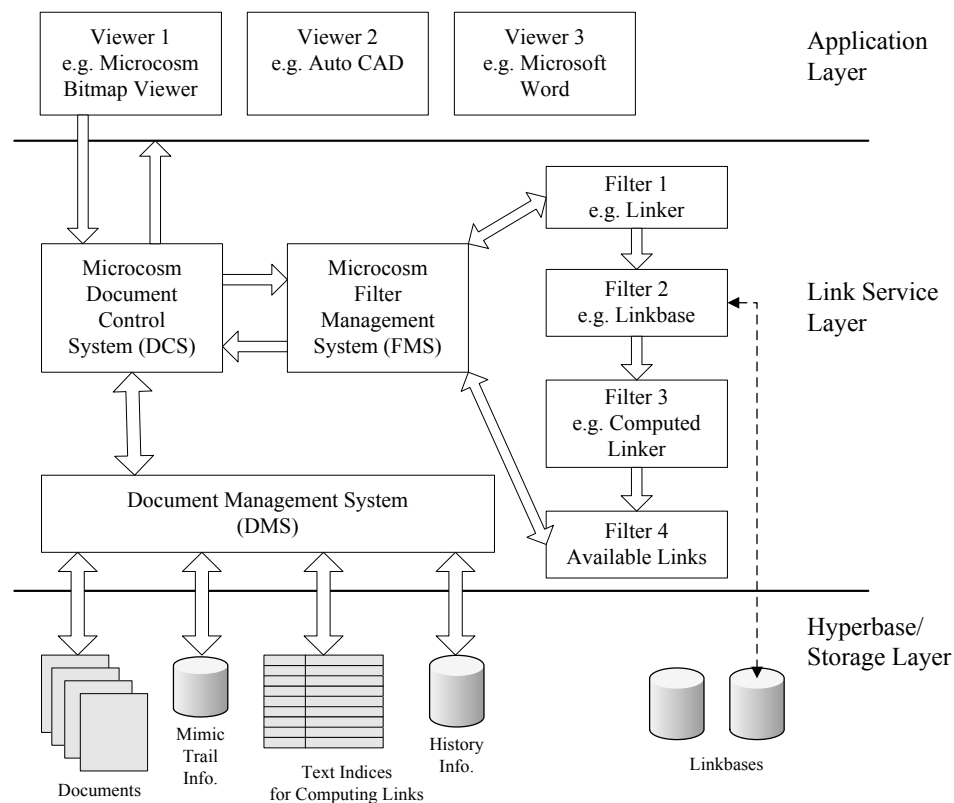 Viewer 1
e.g. Microcosm
Bitmap Viewer
Viewer 2
e.g. Auto CAD
Viewer 3
e.g. Microsoft
Word
Application
Layer
Filter 1
e.g. Linker
Microcosm
Document
Control
System (DCS)
Microcosm
Filter
Management
System (FMS)
Filter 2
e.g. Linkbase
Link Service
Layer
Filter 3
e.g. Computed
Linker
Document Management System
(DMS)
Filter 4
Available Links
Hyperbase/
Storage Layer
Documents
Mimic
Trail
Info.
Text Indices
for Computing Links
History
Info.
Linkbases